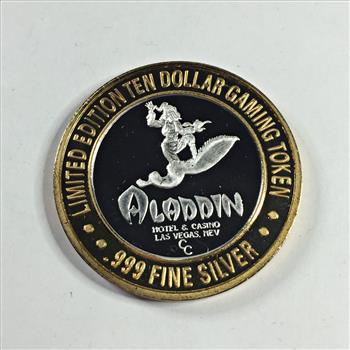 LIMITED EDITION TEN DOLLAR GAMING TOKEN
ALADDIN
HOTEL & CASINO
LAS VEGAS, NEV
CC
.999 FINE SILVER